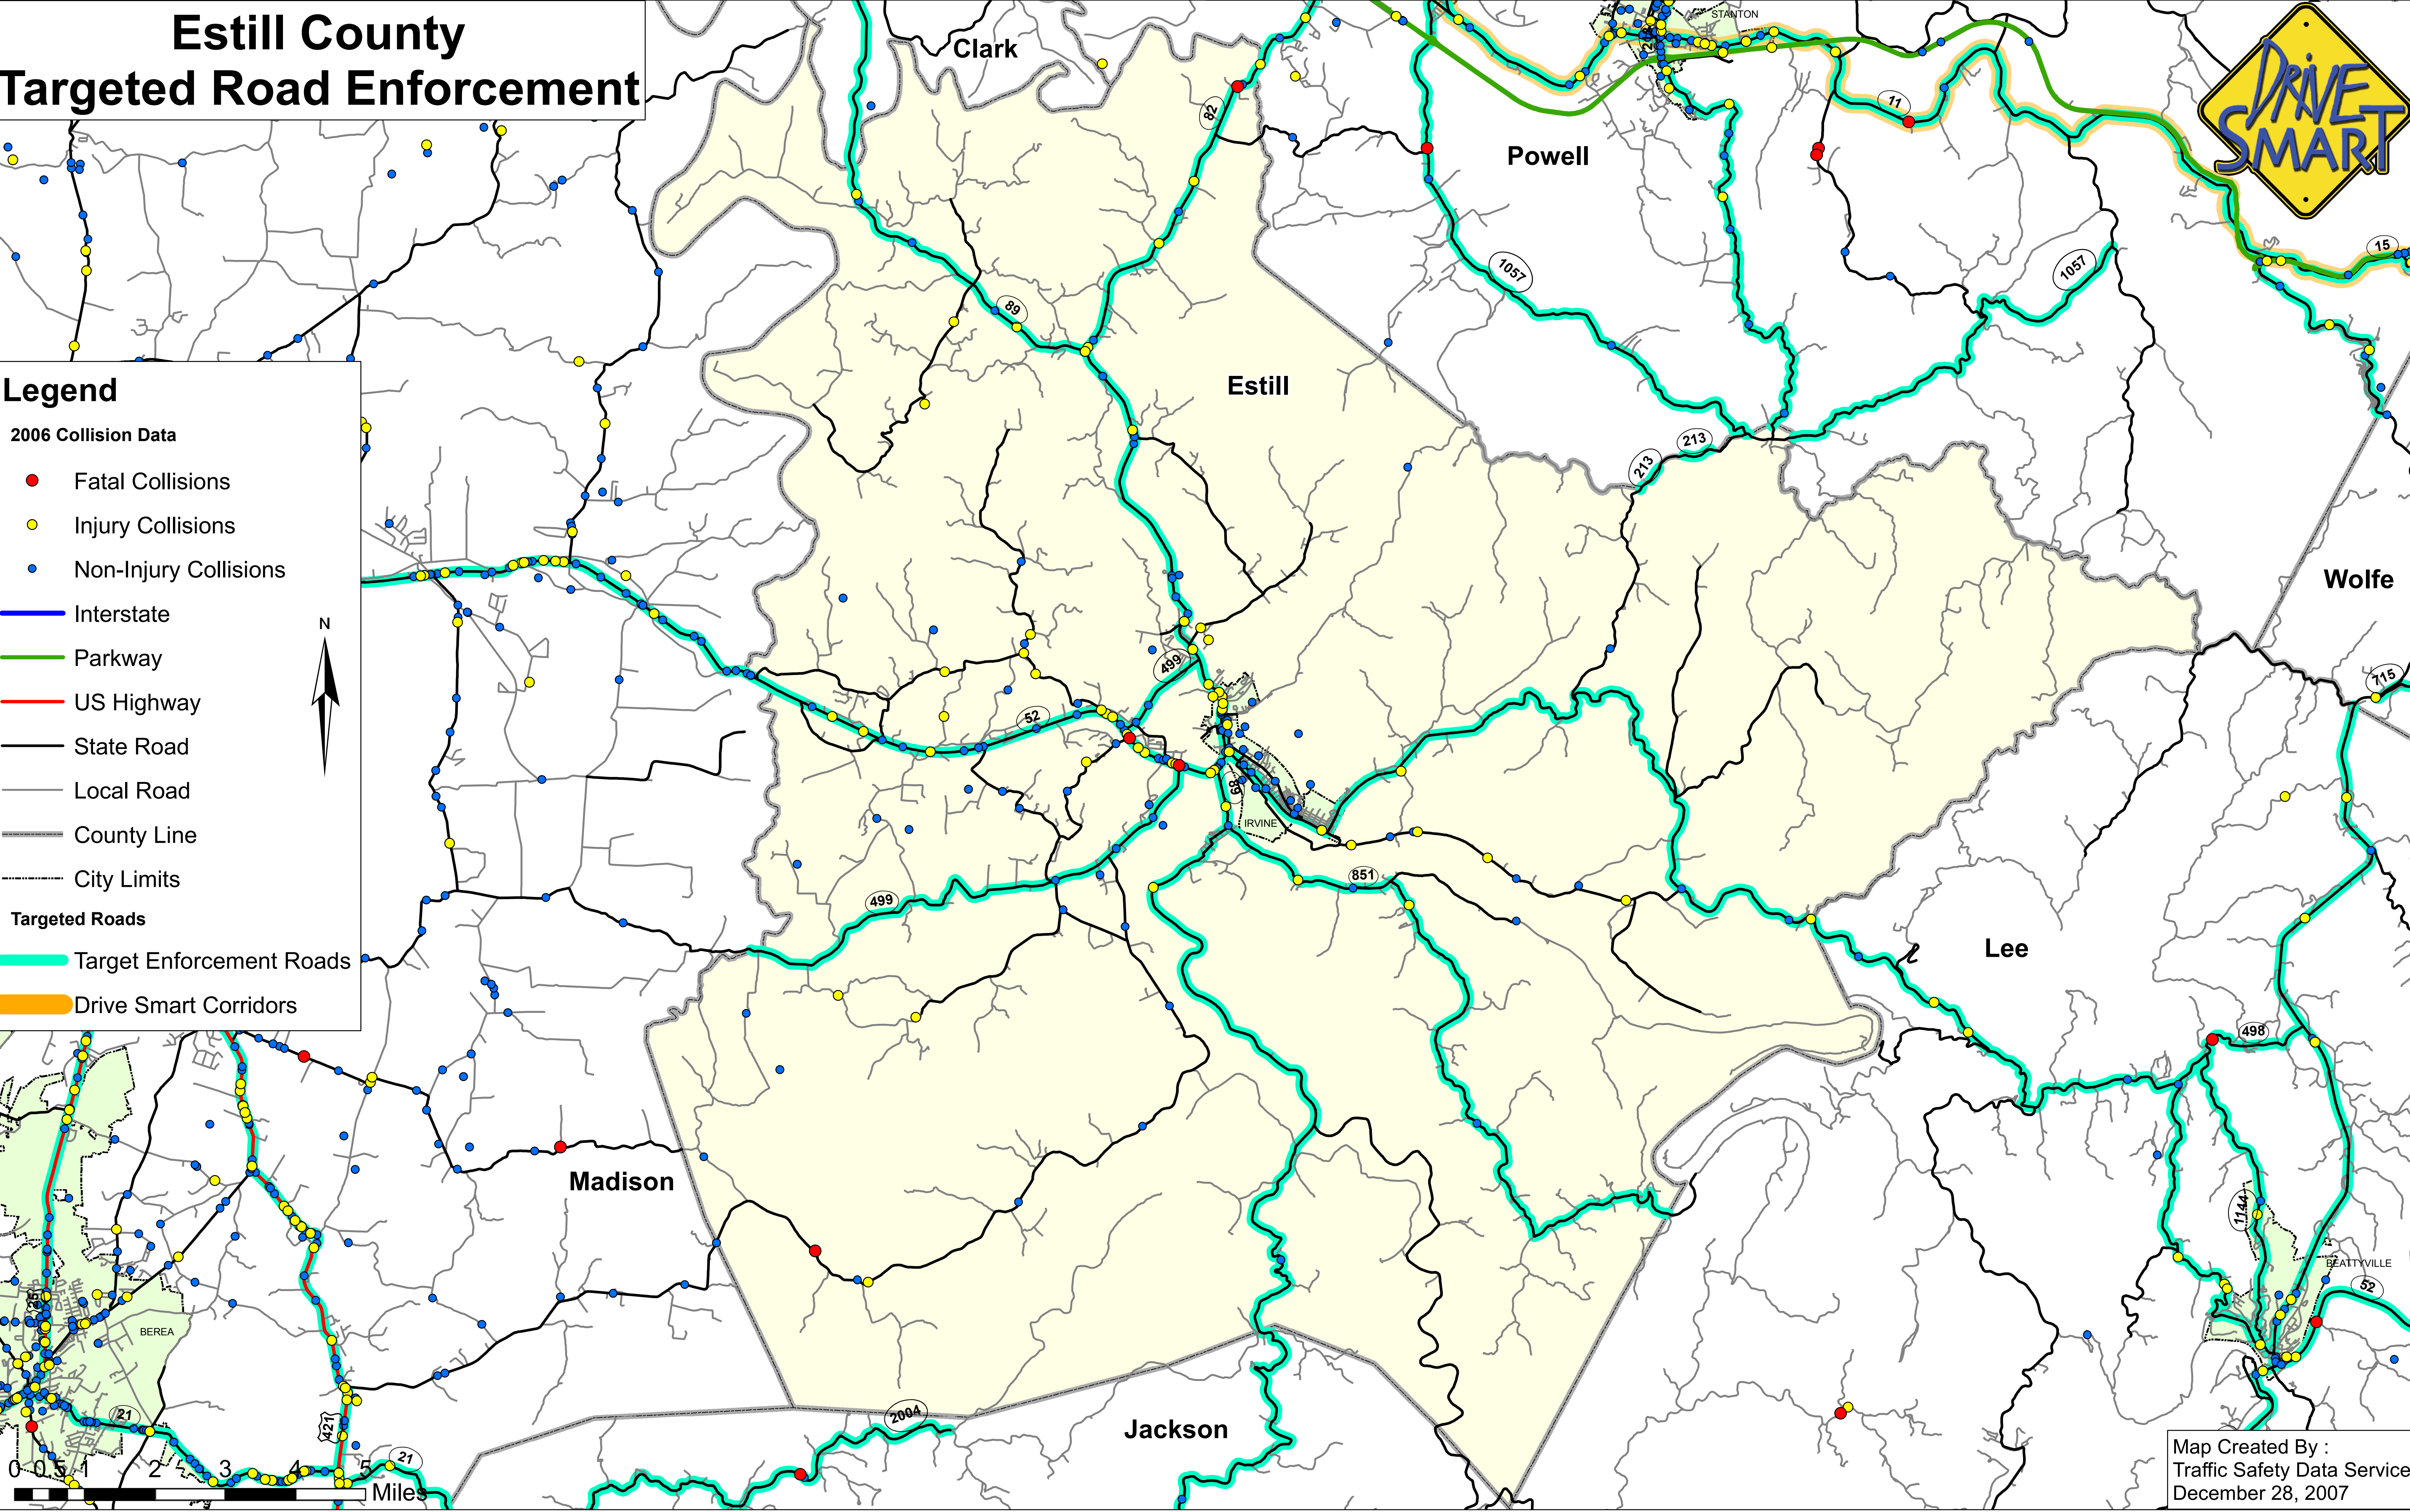 Estill County
Targeted Road Enforcement
DRIVE
SMART
STANTON
Clark
82
11
Powell
15
1057
1057
89
Estill
213
213
Wolfe
Legend
2006 Collision Data
Fatal Collisions
Injury Collisions
Non-Injury Collisions
Interstate
Parkway
US Highway
State Road
Local Road
County Line
City Limits
Targeted Roads
Target Enforcement Roads
Drive Smart Corridors
N
499
715
52
89
IRVINE
851
499
Lee
498
Madison
1144
BEATTYVILLE
52
25
BEREA
21
421
2004
Jackson
21
0 0.5 1 2 3 4 5
Miles
Map Created By :
Traffic Safety Data Service
December 28, 2007